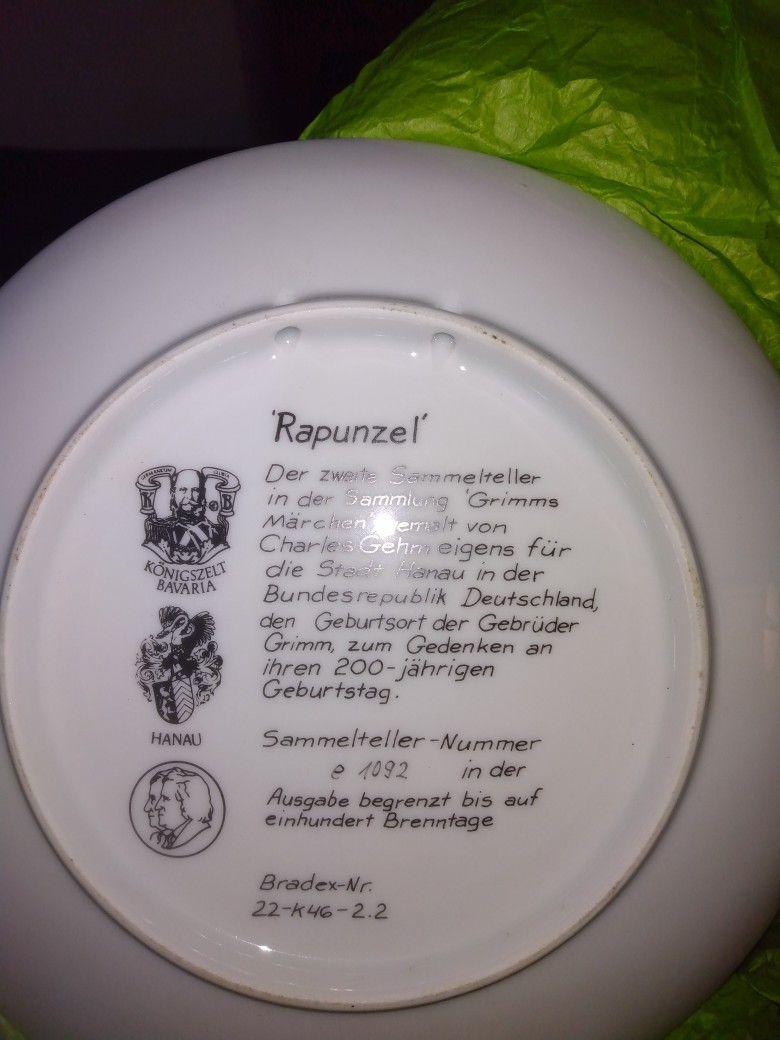 'Rapunzel'
Der zweite Sammelteller
in der Sammlung 'Grimms
Märchen' gemalt von
Charles Gehm eigens für
die Stadt Hanau in der
Bundesrepublik Deutschland,
den Geburtsort der Gebrüder
Grimm, zum Gedenken an
ihren 200-jährigen
Geburtstag.
Sammelteller-Nummer
e 1092 in der
Ausgabe begrenzt bis auf
einhundert Brenntage
Bradex-Nr.
22-K46-2.2
K B
KÖNIGSZELT
BAVARIA
HANAU